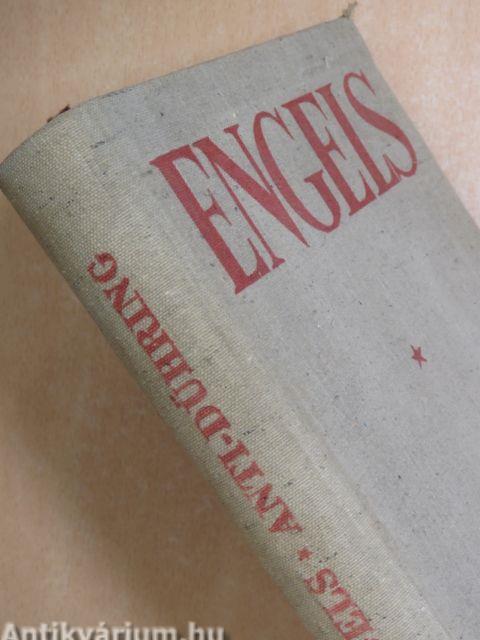 ENGELS
ELS * ANTI-DÜHRING
Antikvárium.hu